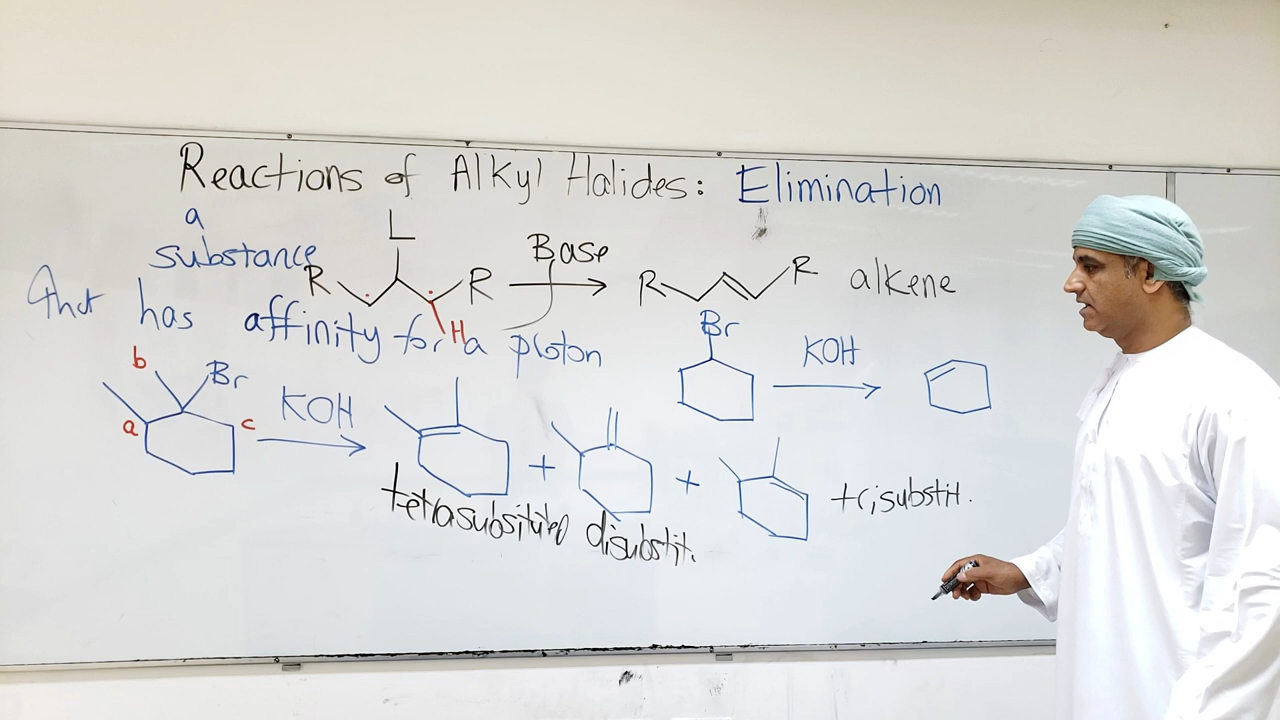 Reactions of Alkyl Halides: Elimination
a
substance
that has affinity for a proton
L
R R Base R R alkene
H
Br
KOH
b Br
a c KOH
+ +
tetrasubsituted disubstit. trisubstit.